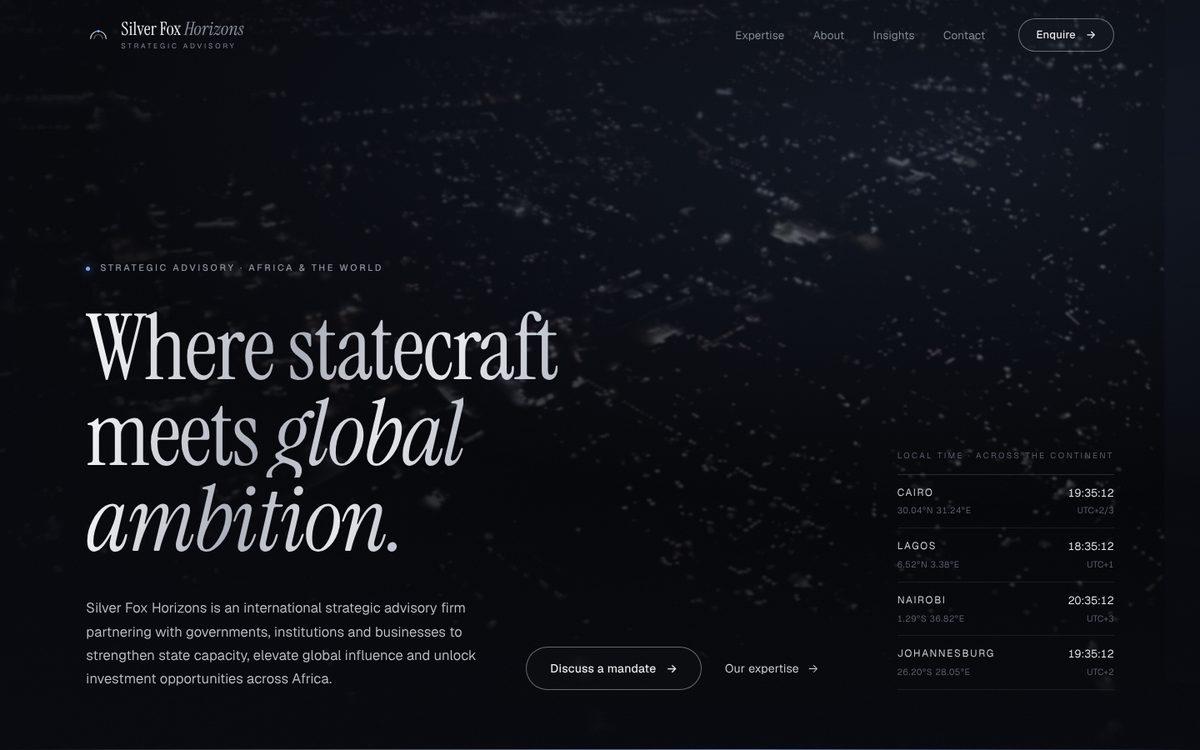 Silver Fox Horizons
STRATEGIC ADVISORY
Expertise
About
Insights
Contact
Enquire →
STRATEGIC ADVISORY · AFRICA & THE WORLD
Where statecraft
meets global
ambition.
Silver Fox Horizons is an international strategic advisory firm
partnering with governments, institutions and businesses to
strengthen state capacity, elevate global influence and unlock
investment opportunities across Africa.
Discuss a mandate →
Our expertise →
LOCAL TIME · ACROSS THE CONTINENT
CAIRO 19:35:12
30.04°N 31.24°E UTC+2/3
LAGOS 18:35:12
6.52°N 3.38°E UTC+1
NAIROBI 20:35:12
1.29°S 36.82°E UTC+3
JOHANNESBURG 19:35:12
26.20°S 28.05°E UTC+2